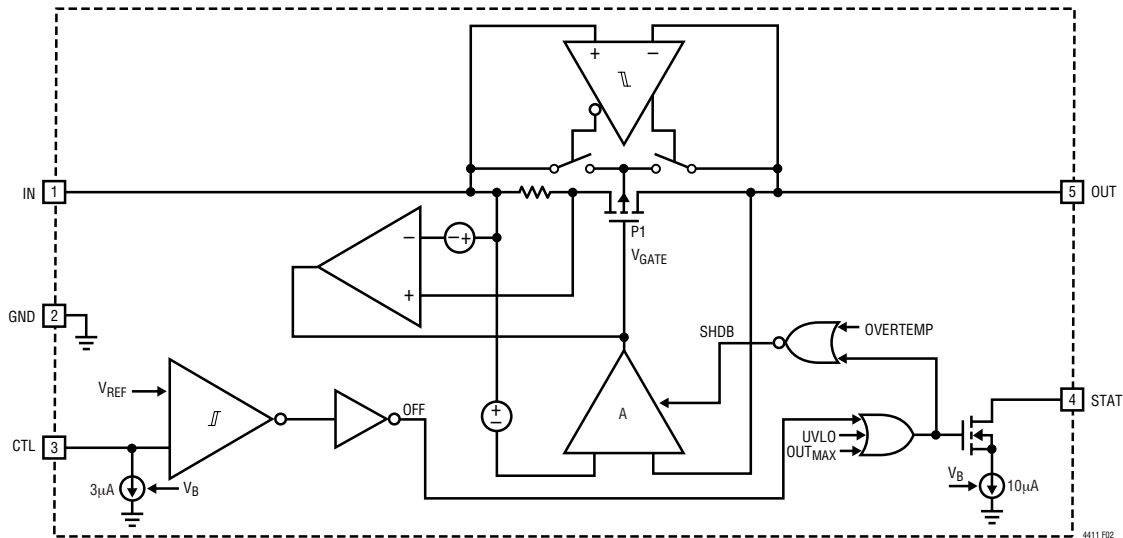 + −
IN 1
5 OUT
− − +
P1
V_GATE
+
GND 2
SHDB
OVERTEMP
V_REF
OFF
+
−
A
4 STAT
CTL 3
UVLO
OUT_MAX
3μA
V_B
V_B
10μA
4411 F02